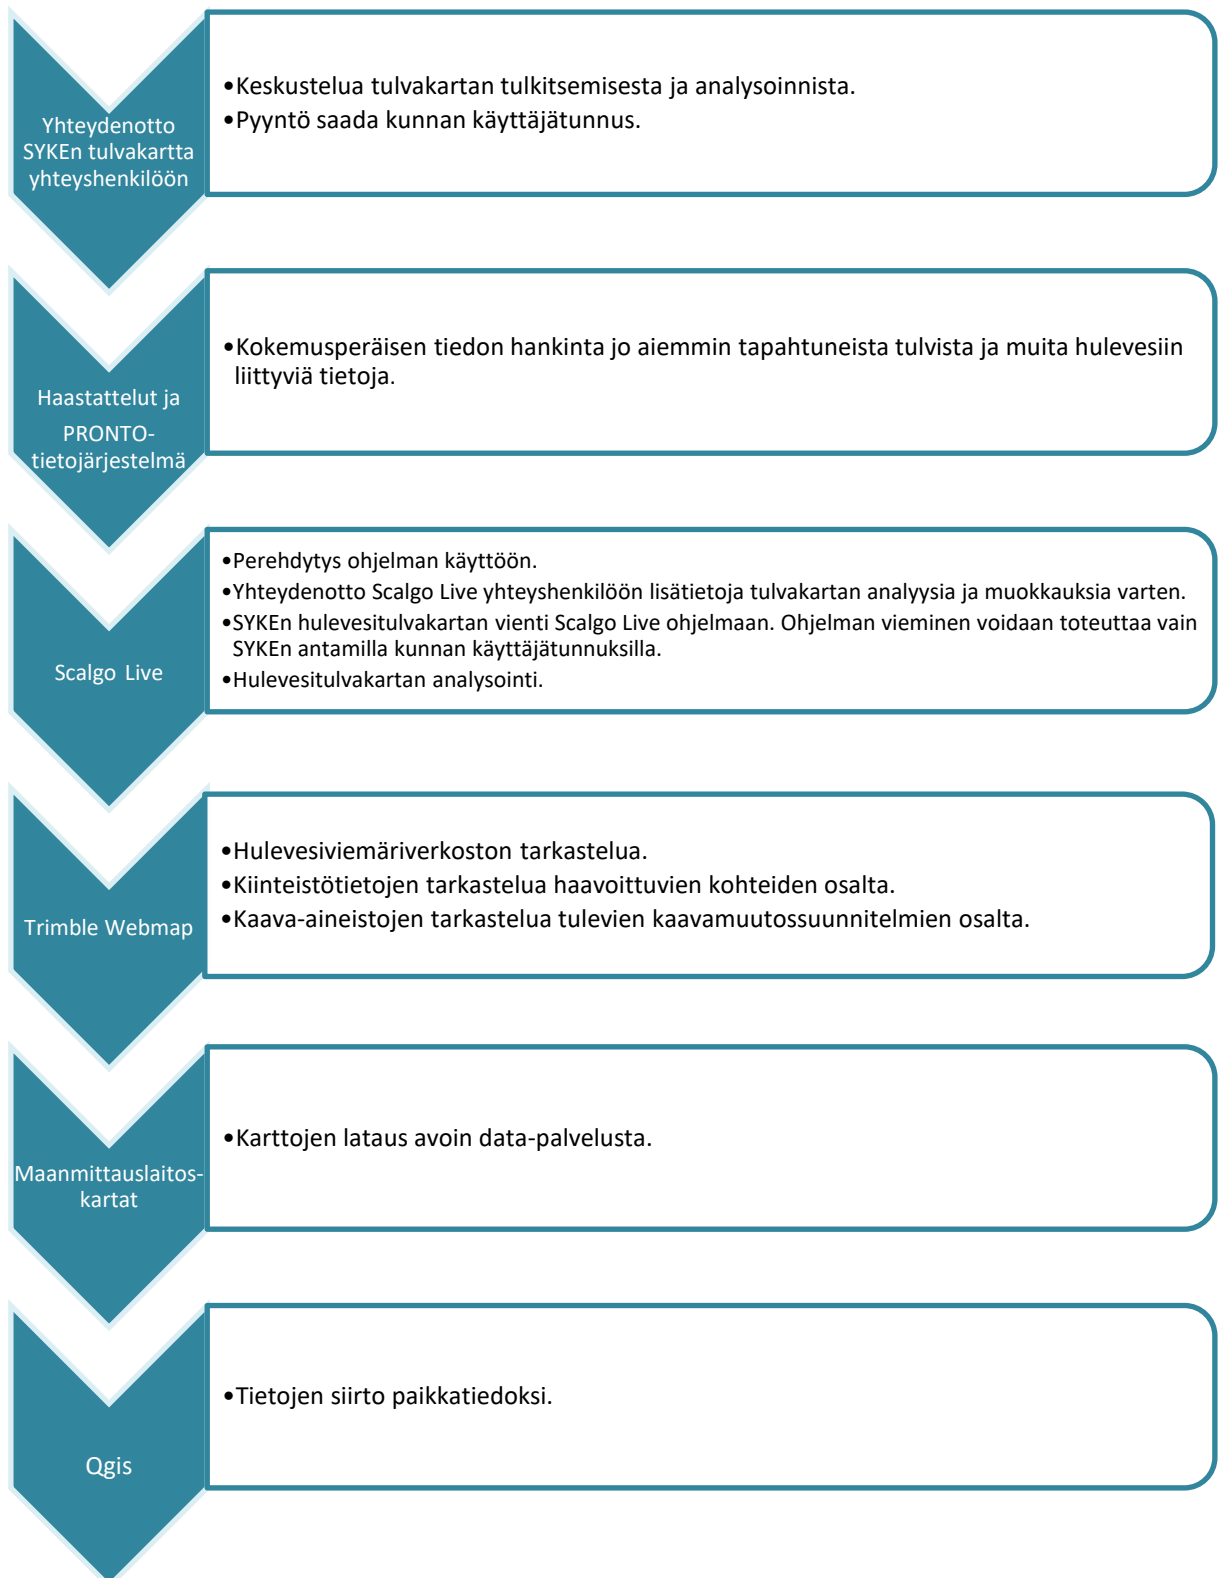 Yhteydenotto
SYKEn tulvakartta
yhteyshenkilöön
•Keskustelua tulvakartan tulkitsemisesta ja analysoinnista.
•Pyyntö saada kunnan käyttäjätunnus.
Haastattelut ja
PRONTO-
tietojärjestelmä
•Kokemusperäisen tiedon hankinta jo aiemmin tapahtuneista tulvista ja muita hulevesiin
liittyviä tietoja.
Scalgo Live
•Perehdytys ohjelman käyttöön.
•Yhteydenotto Scalgo Live yhteyshenkilöön lisätietoja tulvakartan analyysia ja muokkauksia varten.
•SYKEn hulevesitulvakartan vienti Scalgo Live ohjelmaan. Ohjelman vieminen voidaan toteuttaa vain
SYKEn antamilla kunnan käyttäjätunnuksilla.
•Hulevesitulvakartan analysointi.
Trimble Webmap
•Hulevesiviemäriverkoston tarkastelua.
•Kiinteistötietojen tarkastelua haavoittuvien kohteiden osalta.
•Kaava-aineistojen tarkastelua tulevien kaavamuutossuunnitelmien osalta.
Maanmittauslaitos-
kartat
•Karttojen lataus avoin data-palvelusta.
Qgis
•Tietojen siirto paikkatiedoksi.